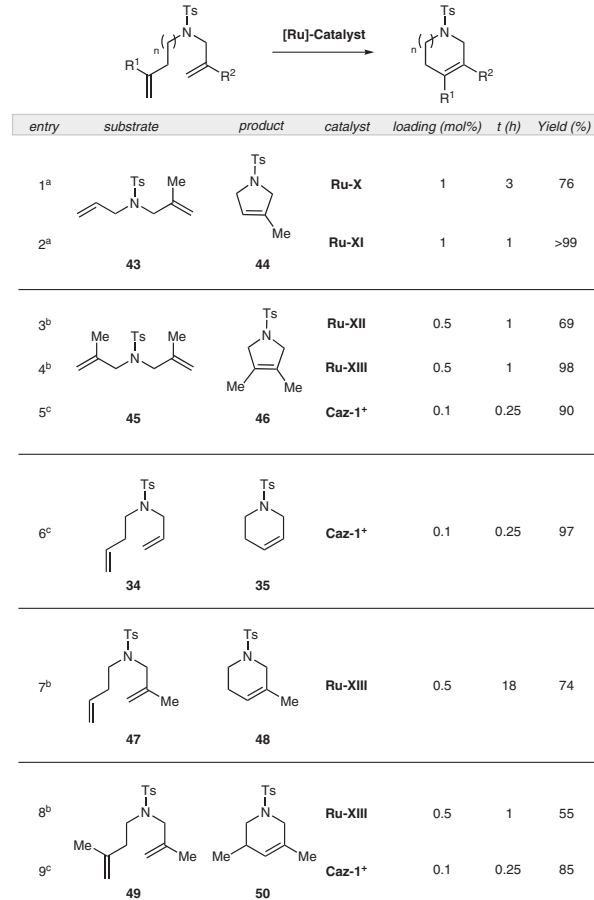 Ts
N
n
R1
R2
[Ru]-Catalyst
Ts
N
n
R2
R1
entry substrate product catalyst loading (mol%) t (h) Yield (%)
Ts Me
N
Ts
N
Me
1a Ru-X 1 3 76
2a Ru-XI 1 1 >99
43 44
Me Ts Me
N
Ts
N
Me Me
3b Ru-XII 0.5 1 69
4b Ru-XIII 0.5 1 98
5c Caz-1+ 0.1 0.25 90
45 46
Ts Ts
N N
6c Caz-1+ 0.1 0.25 97
34 35
Ts Ts
N N
7b Ru-XIII 0.5 18 74
Me Me
47 48
Ts Ts
N N
8b Ru-XIII 0.5 1 55
Me Me Me Me
9c Caz-1+ 0.1 0.25 85
49 50